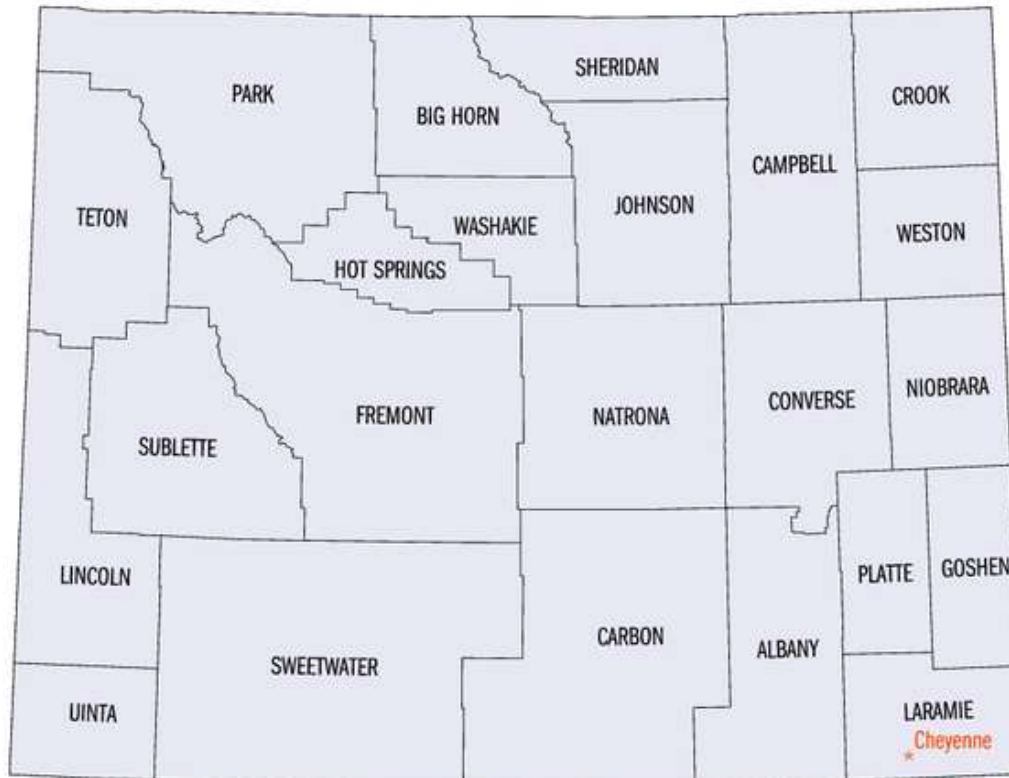 SHERIDAN
PARK
CROOK
BIG HORN
CAMPBELL
JOHNSON
TETON
WASHAKIE
WESTON
HOT SPRINGS
NIOBRARA
CONVERSE
FREMONT
NATRONA
SUBLETTE
GOSHEN
PLATTE
LINCOLN
CARBON
ALBANY
SWEETWATER
LARAMIE
UINTA
Cheyenne
*